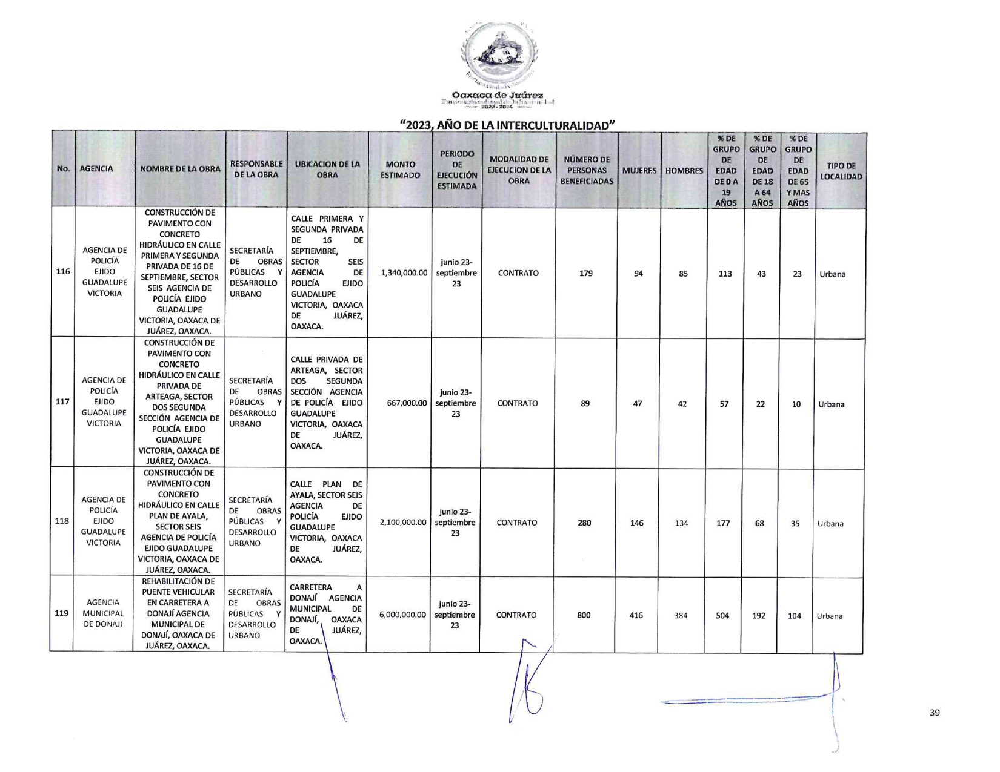 Oaxaca de Juárez
2022 - 2024
“2023, AÑO DE LA INTERCULTURALIDAD”
No.
AGENCIA
NOMBRE DE LA OBRA
RESPONSABLE
DE LA OBRA
UBICACION DE LA
OBRA
MONTO
ESTIMADO
PERIODO
DE
EJECUCIÓN
ESTIMADA
MODALIDAD DE
EJECUCION DE LA
OBRA
NÚMERO DE
PERSONAS
BENEFICIADAS
MUJERES
HOMBRES
% DE
GRUPO
DE
EDAD
DE 0 A
19
AÑOS
% DE
GRUPO
DE
EDAD
DE 18
A 64
AÑOS
% DE
GRUPO
DE
EDAD
DE 65
Y MAS
AÑOS
TIPO DE
LOCALIDAD
116
AGENCIA DE
POLICÍA
EJIDO
GUADALUPE
VICTORIA
CONSTRUCCIÓN DE
PAVIMENTO CON
CONCRETO
HIDRÁULICO EN CALLE
PRIMERA Y SEGUNDA
PRIVADA DE 16 DE
SEPTIEMBRE, SECTOR
SEIS AGENCIA DE
POLICÍA EJIDO
GUADALUPE
VICTORIA, OAXACA DE
JUÁREZ, OAXACA.
SECRETARÍA
DE OBRAS
PÚBLICAS Y
DESARROLLO
URBANO
CALLE PRIMERA Y
SEGUNDA PRIVADA
DE 16 DE
SEPTIEMBRE,
SECTOR SEIS
AGENCIA DE
POLICÍA EJIDO
GUADALUPE
VICTORIA, OAXACA
DE JUÁREZ,
OAXACA.
1,340,000.00
junio 23-
septiembre
23
CONTRATO
179
94
85
113
43
23
Urbana
117
AGENCIA DE
POLICÍA
EJIDO
GUADALUPE
VICTORIA
CONSTRUCCIÓN DE
PAVIMENTO CON
CONCRETO
HIDRÁULICO EN CALLE
PRIVADA DE
ARTEAGA, SECTOR
DOS SEGUNDA
SECCIÓN AGENCIA DE
POLICÍA EJIDO
GUADALUPE
VICTORIA, OAXACA DE
JUÁREZ, OAXACA.
SECRETARÍA
DE OBRAS
PÚBLICAS Y
DESARROLLO
URBANO
CALLE PRIVADA DE
ARTEAGA, SECTOR
DOS SEGUNDA
SECCIÓN AGENCIA
DE POLICÍA EJIDO
GUADALUPE
VICTORIA, OAXACA
DE JUÁREZ,
OAXACA.
667,000.00
junio 23-
septiembre
23
CONTRATO
89
47
42
57
22
10
Urbana
118
AGENCIA DE
POLICÍA
EJIDO
GUADALUPE
VICTORIA
CONSTRUCCIÓN DE
PAVIMENTO CON
CONCRETO
HIDRÁULICO EN CALLE
PLAN DE AYALA,
SECTOR SEIS
AGENCIA DE POLICÍA
EJIDO GUADALUPE
VICTORIA, OAXACA DE
JUÁREZ, OAXACA.
SECRETARÍA
DE OBRAS
PÚBLICAS Y
DESARROLLO
URBANO
CALLE PLAN DE
AYALA, SECTOR SEIS
AGENCIA DE
POLICÍA EJIDO
GUADALUPE
VICTORIA, OAXACA
DE JUÁREZ,
OAXACA.
2,100,000.00
junio 23-
septiembre
23
CONTRATO
280
146
134
177
68
35
Urbana
119
AGENCIA
MUNICIPAL
DE DONAJI
REHABILITACIÓN DE
PUENTE VEHICULAR
EN CARRETERA A
DONAJÍ AGENCIA
MUNICIPAL DE
DONAJÍ, OAXACA DE
JUÁREZ, OAXACA.
SECRETARÍA
DE OBRAS
PÚBLICAS Y
DESARROLLO
URBANO
CARRETERA A
DONAJÍ AGENCIA
MUNICIPAL DE
DONAJÍ, OAXACA
DE JUÁREZ,
OAXACA.
6,000,000.00
junio 23-
septiembre
23
CONTRATO
800
416
384
504
192
104
Urbana
39